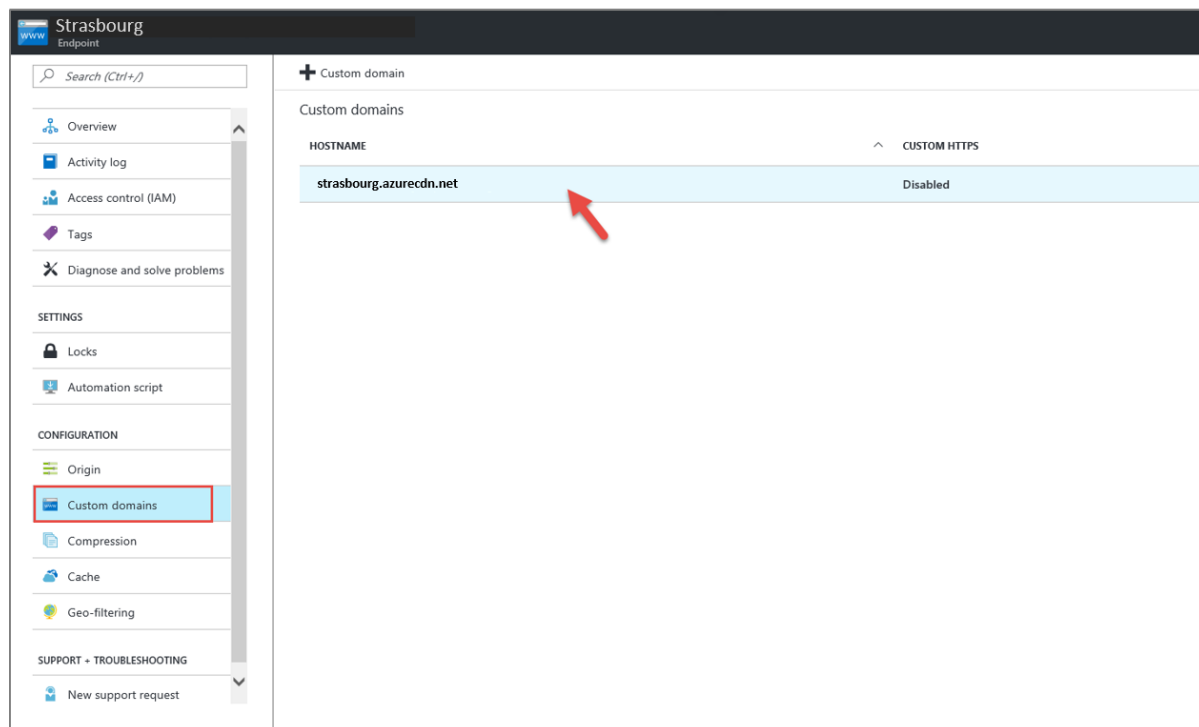 www
Strasbourg
Endpoint
Search (Ctrl+/)
Overview
Activity log
Access control (IAM)
Tags
Diagnose and solve problems
SETTINGS
Locks
Automation script
CONFIGURATION
Origin
www
Custom domains
Compression
Cache
Geo-filtering
SUPPORT + TROUBLESHOOTING
New support request
Custom domain
Custom domains
HOSTNAME CUSTOM HTTPS
strasbourg.azurecdn.net Disabled